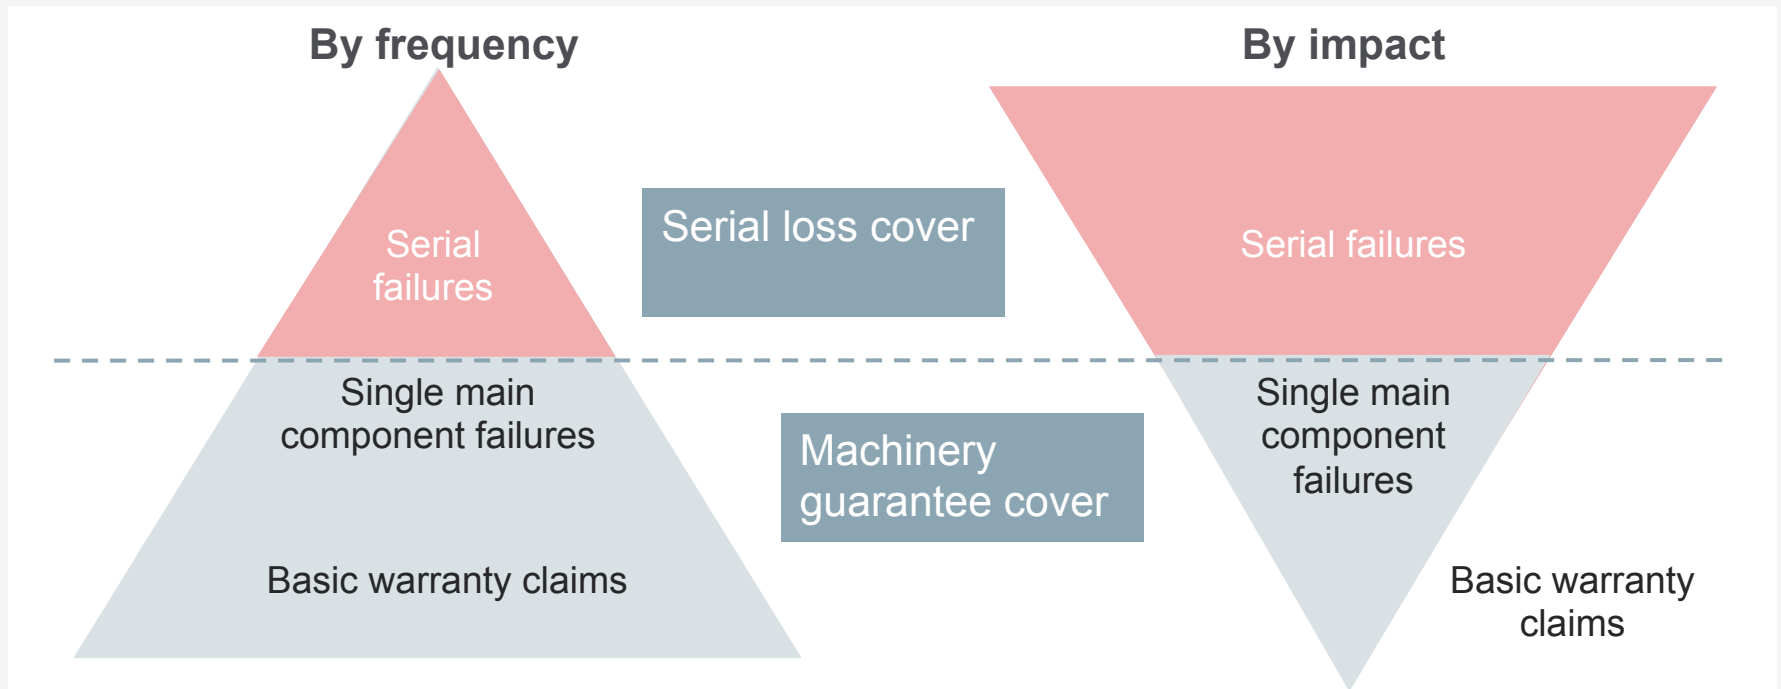 By frequency
By impact
Serial
failures
Serial loss cover
Serial failures
Single main
component failures
Machinery
guarantee cover
Single main
component
failures
Basic warranty claims
Basic warranty
claims